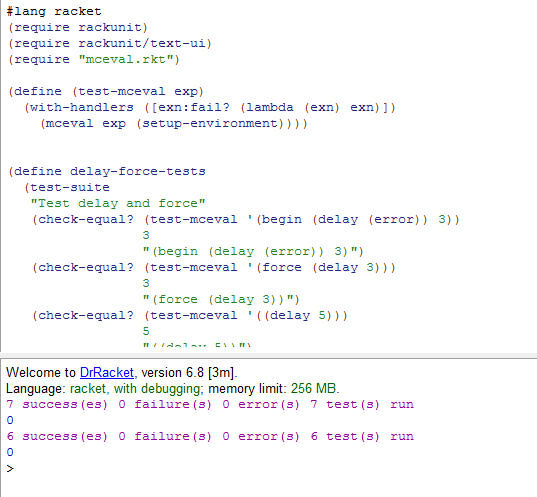 #lang racket
(require rackunit)
(require rackunit/text-ui)
(require "mceval.rkt")
(define (test-mceval exp)
(with-handlers ([exn:fail? (lambda (exn) exn)])
(mceval exp (setup-environment))))
(define delay-force-tests
(test-suite
"Test delay and force"
(check-equal? (test-mceval '(begin (delay (error)) 3))
3
"(begin (delay (error)) 3)")
(check-equal? (test-mceval '(force (delay 3)))
3
"(force (delay 3))")
(check-equal? (test-mceval '((delay 5)))
5
"((delay 5))")
Welcome to DrRacket, version 6.8 [3m].
Language: racket, with debugging; memory limit: 256 MB.
7 success(es) 0 failure(s) 0 error(s) 7 test(s) run
0
6 success(es) 0 failure(s) 0 error(s) 6 test(s) run
0
>